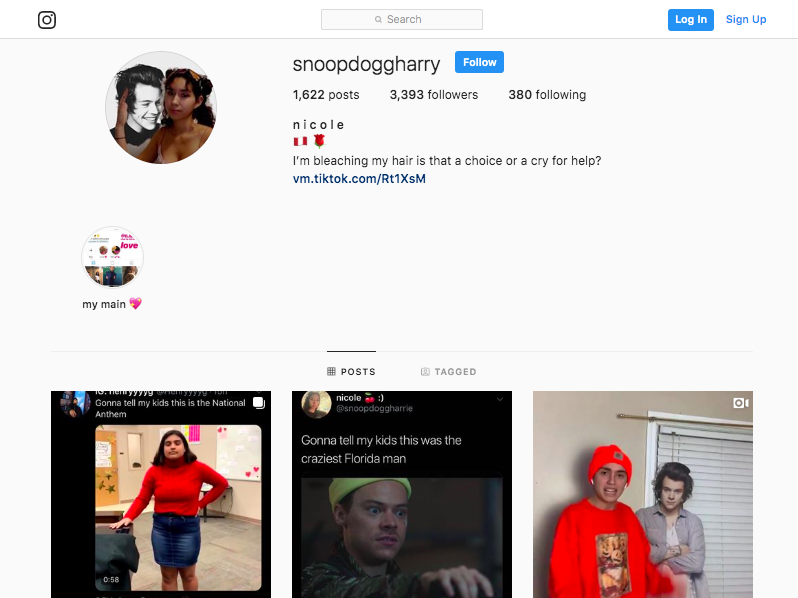 Search
Log In
Sign Up
snoopdoggharry
Follow
1,622 posts
3,393 followers
380 following
n i c o l e
I'm bleaching my hair is that a choice or a cry for help?
vm.tiktok.com/Rt1XsM
love
my main
POSTS
TAGGED
IG: henryyyyg @Henryyyyg
Gonna tell my kids this is the National
Anthem
0:58
nicole 🍒 :)
@snoopdoggharrie
Gonna tell my kids this was the
craziest Florida man